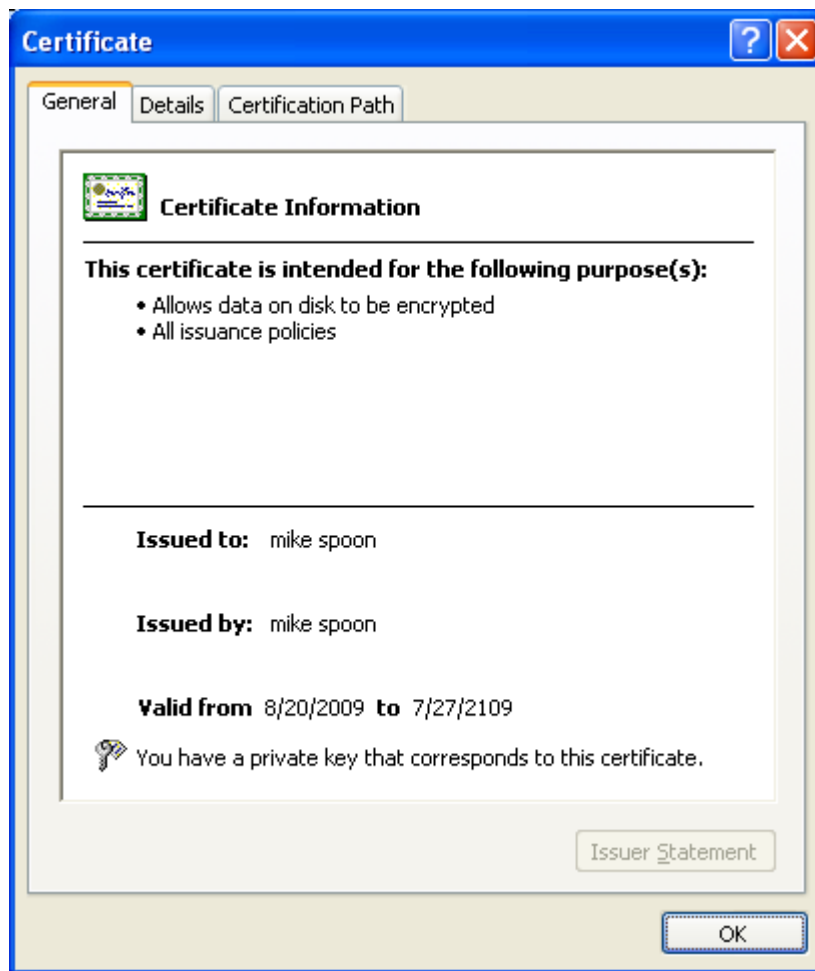 Certificate
General Details Certification Path
Certificate Information
This certificate is intended for the following purpose(s):
• Allows data on disk to be encrypted
• All issuance policies
Issued to: mike spoon
Issued by: mike spoon
Valid from 8/20/2009 to 7/27/2109
You have a private key that corresponds to this certificate.
Issuer Statement
OK